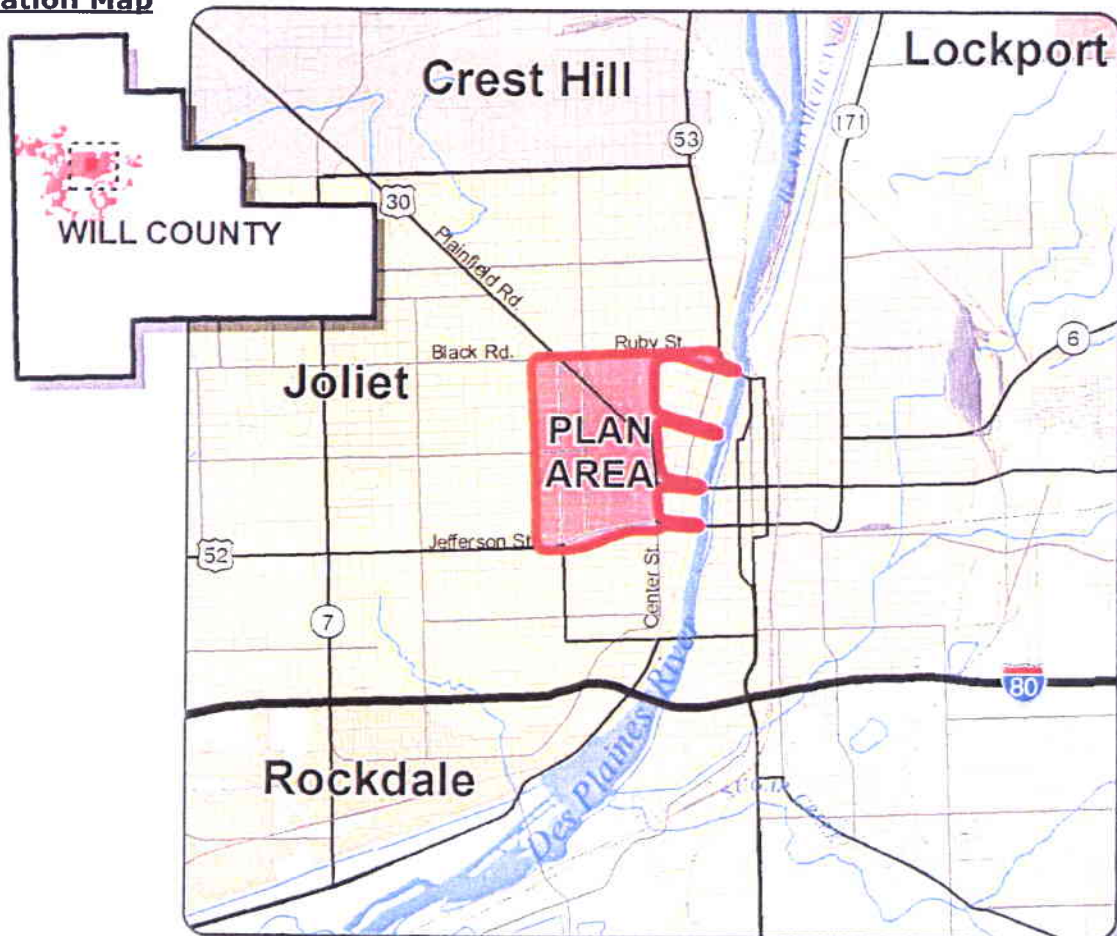 ation Map
Lockport
Crest Hill
171
53
WILL COUNTY
30
Plainfield Rd.
Black Rd.
Ruby St.
6
Joliet
PLAN
AREA
Jefferson St.
52
Center St.
7
80
Des Plaines River
Rockdale